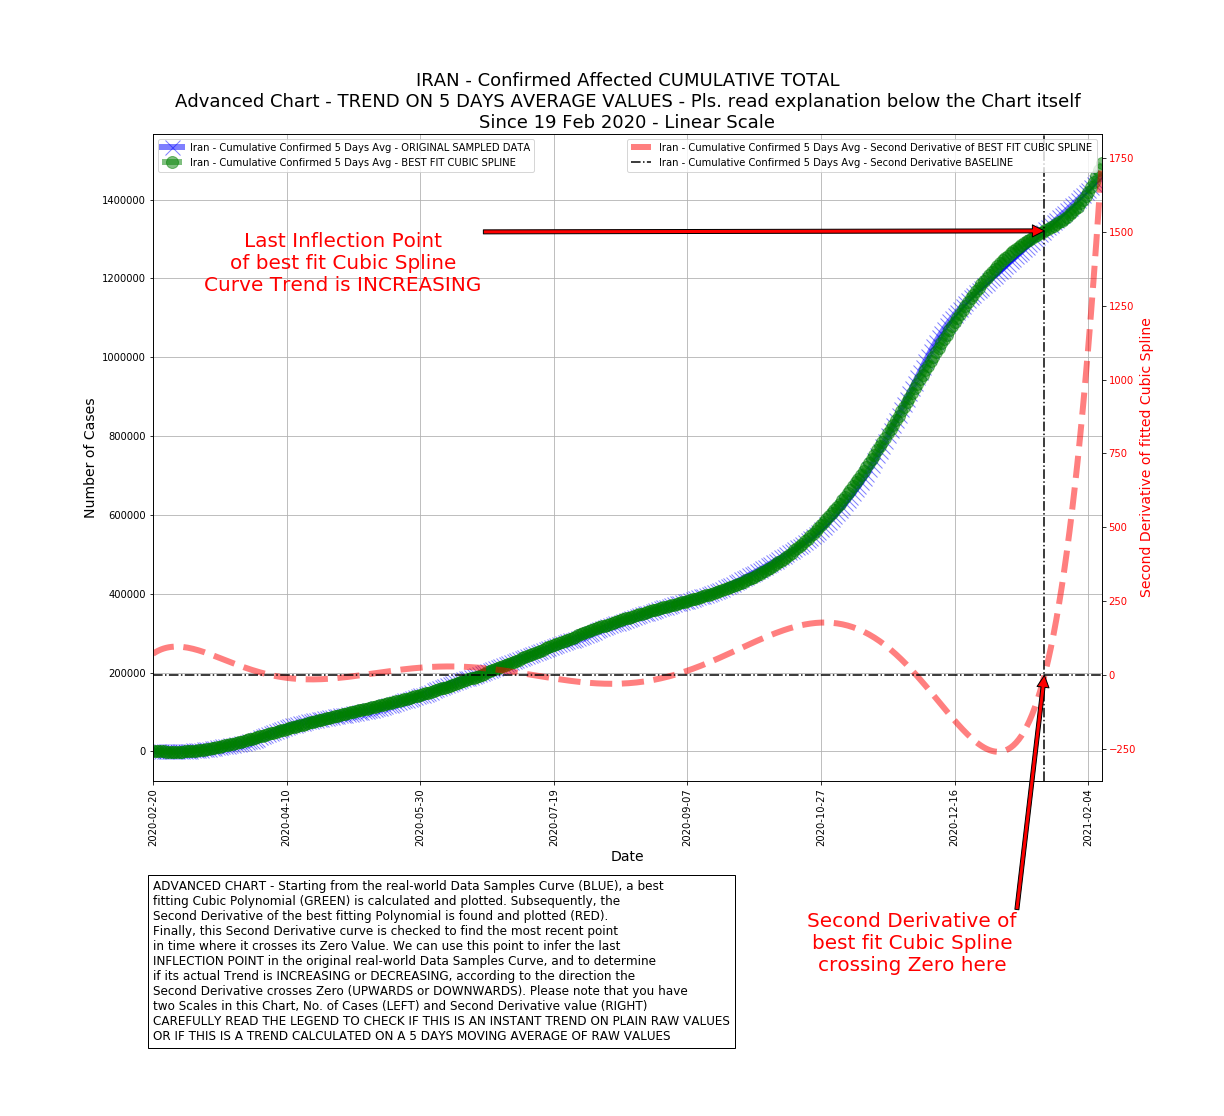 IRAN - Confirmed Affected CUMULATIVE TOTAL
Advanced Chart - TREND ON 5 DAYS AVERAGE VALUES - Pls. read explanation below the Chart itself
Since 19 Feb 2020 - Linear Scale
Iran - Cumulative Confirmed 5 Days Avg - ORIGINAL SAMPLED DATA
Iran - Cumulative Confirmed 5 Days Avg - BEST FIT CUBIC SPLINE
Iran - Cumulative Confirmed 5 Days Avg - Second Derivative of BEST FIT CUBIC SPLINE
Iran - Cumulative Confirmed 5 Days Avg - Second Derivative BASELINE
Last Inflection Point
of best fit Cubic Spline
Curve Trend is INCREASING
Number of Cases
1400000
1200000
1000000
800000
600000
400000
200000
0
1750
1500
1250
1000
750
500
250
0
−250
Second Derivative of fitted Cubic Spline
2020-02-20
2020-04-10
2020-05-30
2020-07-19
2020-09-07
2020-10-27
2020-12-16
2021-02-04
Date
ADVANCED CHART - Starting from the real-world Data Samples Curve (BLUE), a best
fitting Cubic Polynomial (GREEN) is calculated and plotted. Subsequently, the
Second Derivative of the best fitting Polynomial is found and plotted (RED).
Finally, this Second Derivative curve is checked to find the most recent point
in time where it crosses its Zero Value. We can use this point to infer the last
INFLECTION POINT in the original real-world Data Samples Curve, and to determine
if its actual Trend is INCREASING or DECREASING, according to the direction the
Second Derivative crosses Zero (UPWARDS or DOWNWARDS). Please note that you have
two Scales in this Chart, No. of Cases (LEFT) and Second Derivative value (RIGHT)
CAREFULLY READ THE LEGEND TO CHECK IF THIS IS AN INSTANT TREND ON PLAIN RAW VALUES
OR IF THIS IS A TREND CALCULATED ON A 5 DAYS MOVING AVERAGE OF RAW VALUES
Second Derivative of
best fit Cubic Spline
crossing Zero here